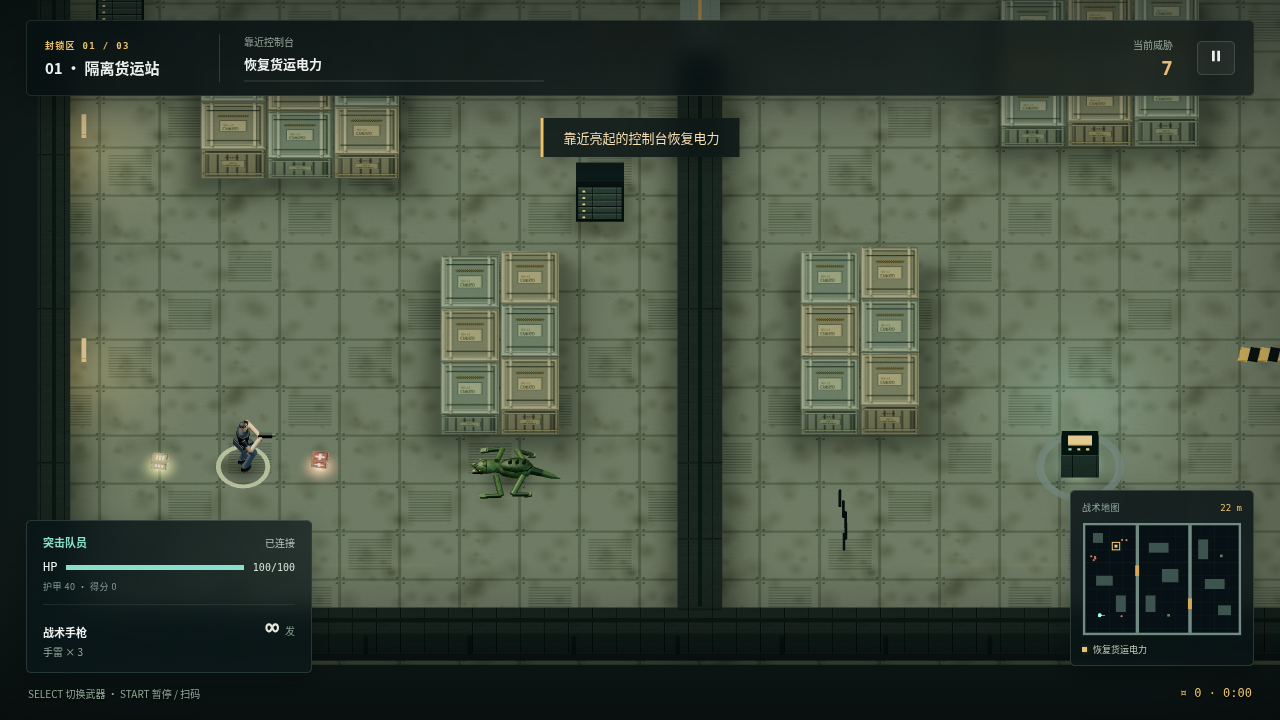 封锁区 01 / 03
01 · 隔离货运站
靠近控制台
恢复货运电力
当前威胁
7
靠近亮起的控制台恢复电力
突击队员
已连接
HP
100/100
护甲 40 · 得分 0
战术手枪
∞ 发
手雷 × 3
战术地图
22 m
恢复货运电力
SELECT 切换武器 · START 暂停 / 扫码
¤ 0 · 0:00